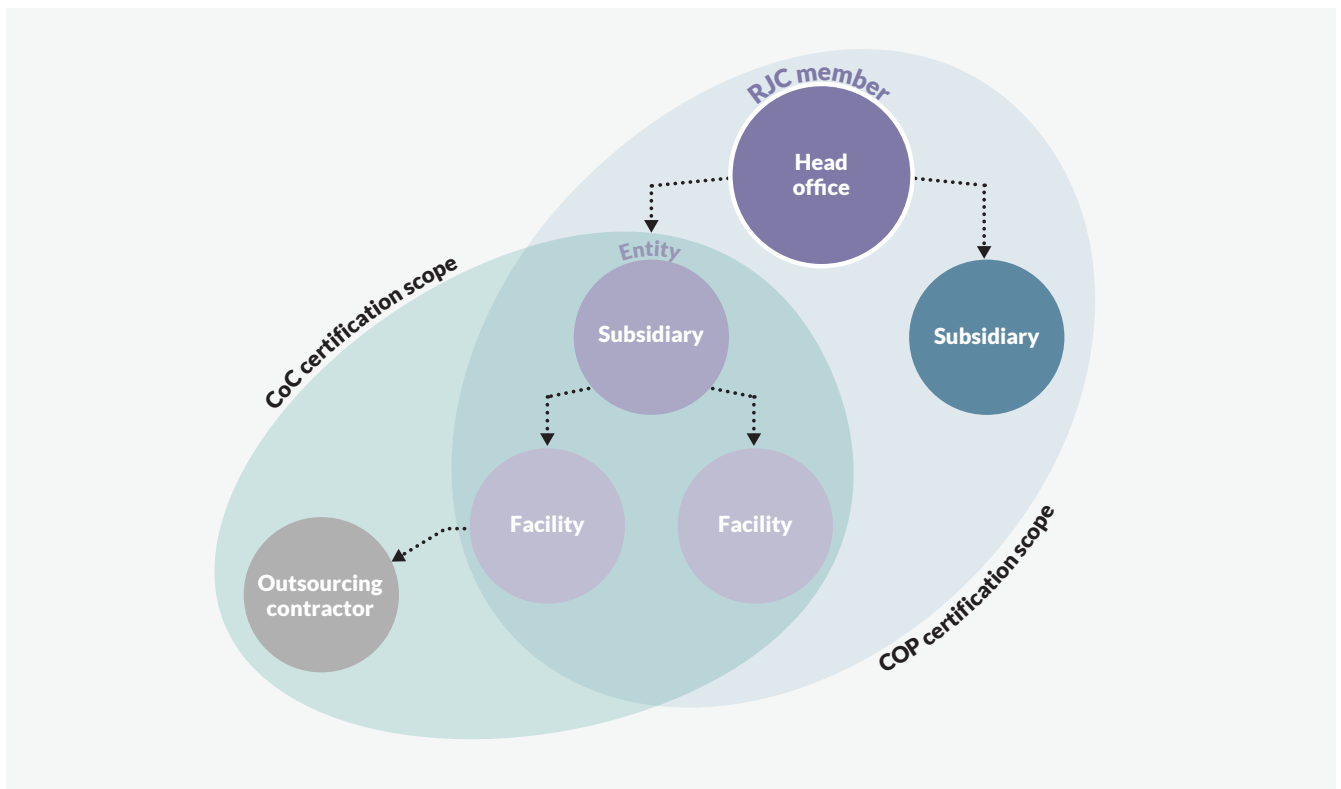 RJC member
Head
office
CoC certification scope
Entity
Subsidiary
Subsidiary
Facility
Facility
Outsourcing
contractor
COP certification scope